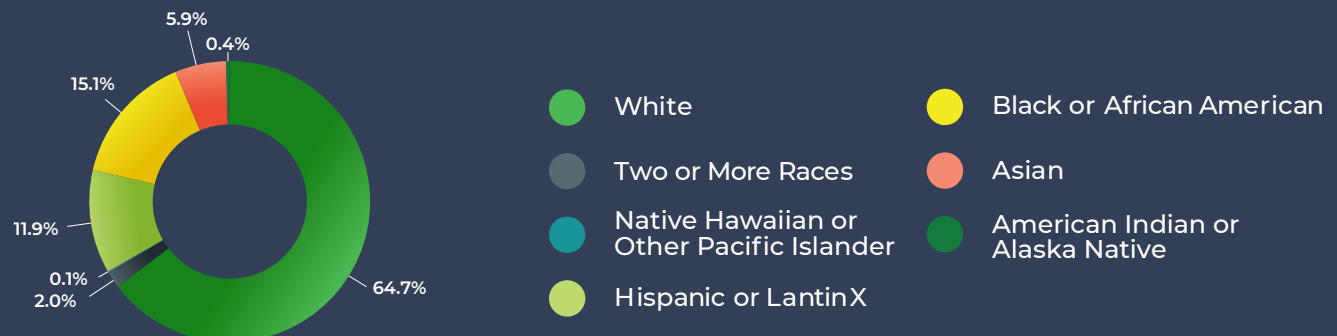 5.9%
0.4%
15.1%
11.9%
0.1%
2.0%
64.7%
White
Two or More Races
Native Hawaiian or
Other Pacific Islander
Hispanic or LantinX
Black or African American
Asian
American Indian or
Alaska Native